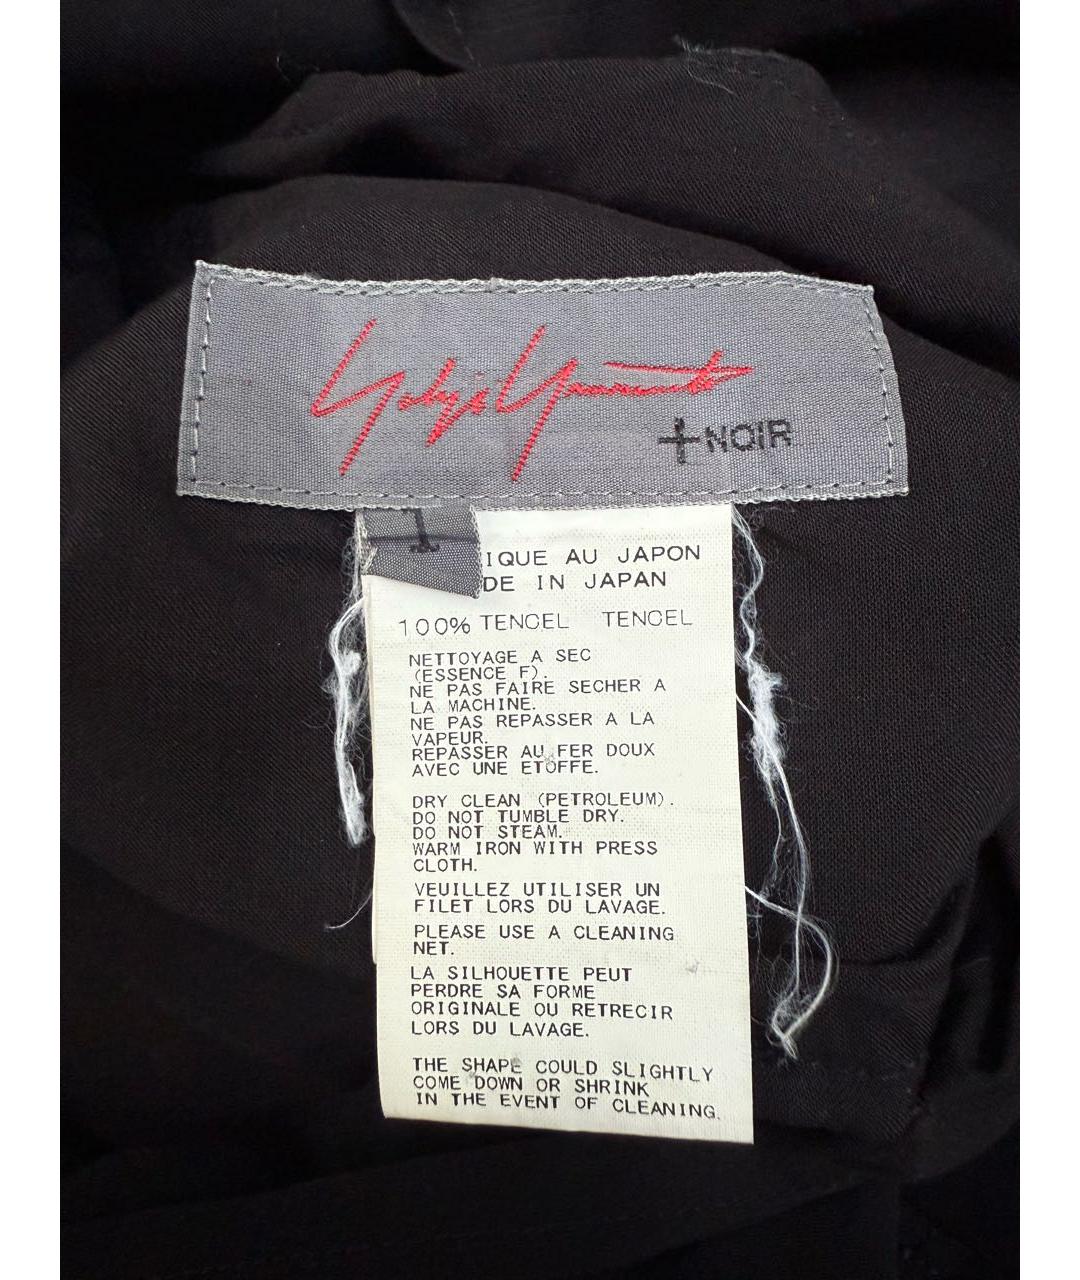 Yohji Yamamoto
+NOIR
1
IQUE AU JAPON
DE IN JAPAN
100% TENCEL TENCEL
NETTOYAGE A SEC
(ESSENCE F).
NE PAS FAIRE SECHER A
LA MACHINE.
NE PAS REPASSER A LA
VAPEUR.
REPASSER AU FER DOUX
AVEC UNE ETOFFE.
DRY CLEAN (PETROLEUM).
DO NOT TUMBLE DRY.
DO NOT STEAM.
WARM IRON WITH PRESS
CLOTH.
VEUILLEZ UTILISER UN
FILET LORS DU LAVAGE.
PLEASE USE A CLEANING
NET.
LA SILHOUETTE PEUT
PERDRE SA FORME
ORIGINALE OU RETRECIR
LORS DU LAVAGE.
THE SHAPE COULD SLIGHTLY
COME DOWN OR SHRINK
IN THE EVENT OF CLEANING.